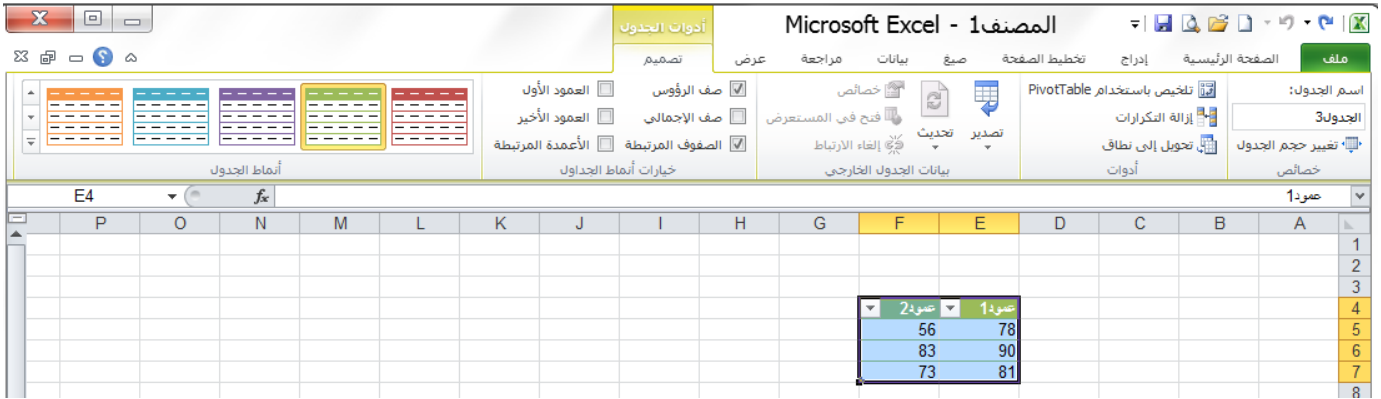 المصنف1 - Microsoft Excel
أدوات الجدول
ملف
الصفحة الرئيسية
إدراج
تخطيط الصفحة
صيغ
بيانات
مراجعة
عرض
تصميم
اسم الجدول:
الجدول3
تغيير حجم الجدول
خصائص
تلخيص باستخدام PivotTable
إزالة التكرارات
تحويل إلى نطاق
أدوات
تصدير
تحديث
خصائص
فتح في المستعرض
إلغاء الارتباط
بيانات الجدول الخارجي
صف الرؤوس
صف الإجمالي
الصفوف المرتبطة
العمود الأول
العمود الأخير
الأعمدة المرتبطة
خيارات أنماط الجداول
أنماط الجدول
E4
fx
عمود1
A B C D E F G H I J K L M N O P
1
2
3
4 عمود1 عمود2
5 78 56
6 90 83
7 81 73
8